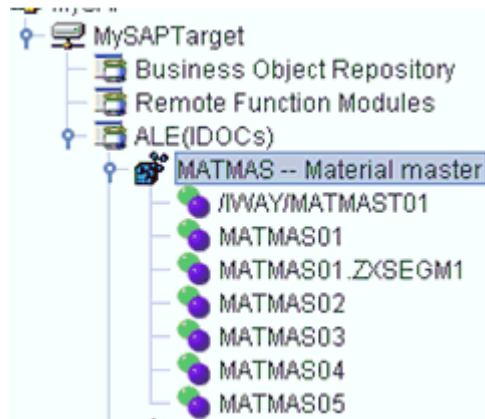 MySAPTarget
Business Object Repository
Remote Function Modules
ALE(IDOCs)
MATMAS -- Material master
/IWAY/MATMAST01
MATMAS01
MATMAS01.ZXSEGM1
MATMAS02
MATMAS03
MATMAS04
MATMAS05